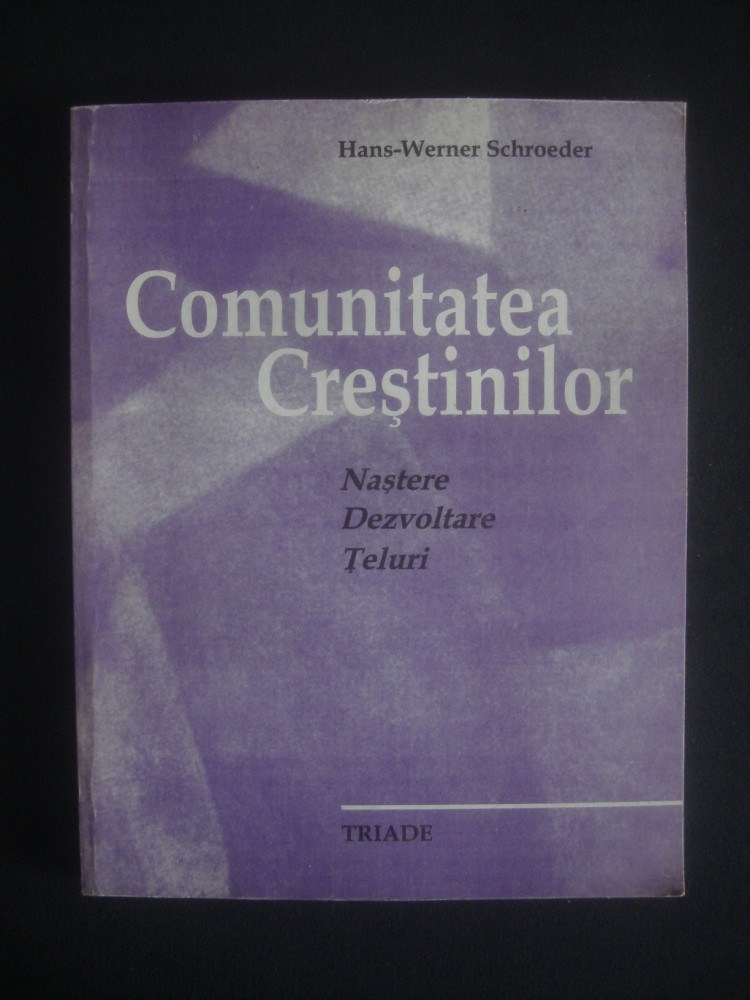 Hans-Werner Schroeder
Comunitatea
Creştinilor
Naştere
Dezvoltare
Ţeluri
TRIADE